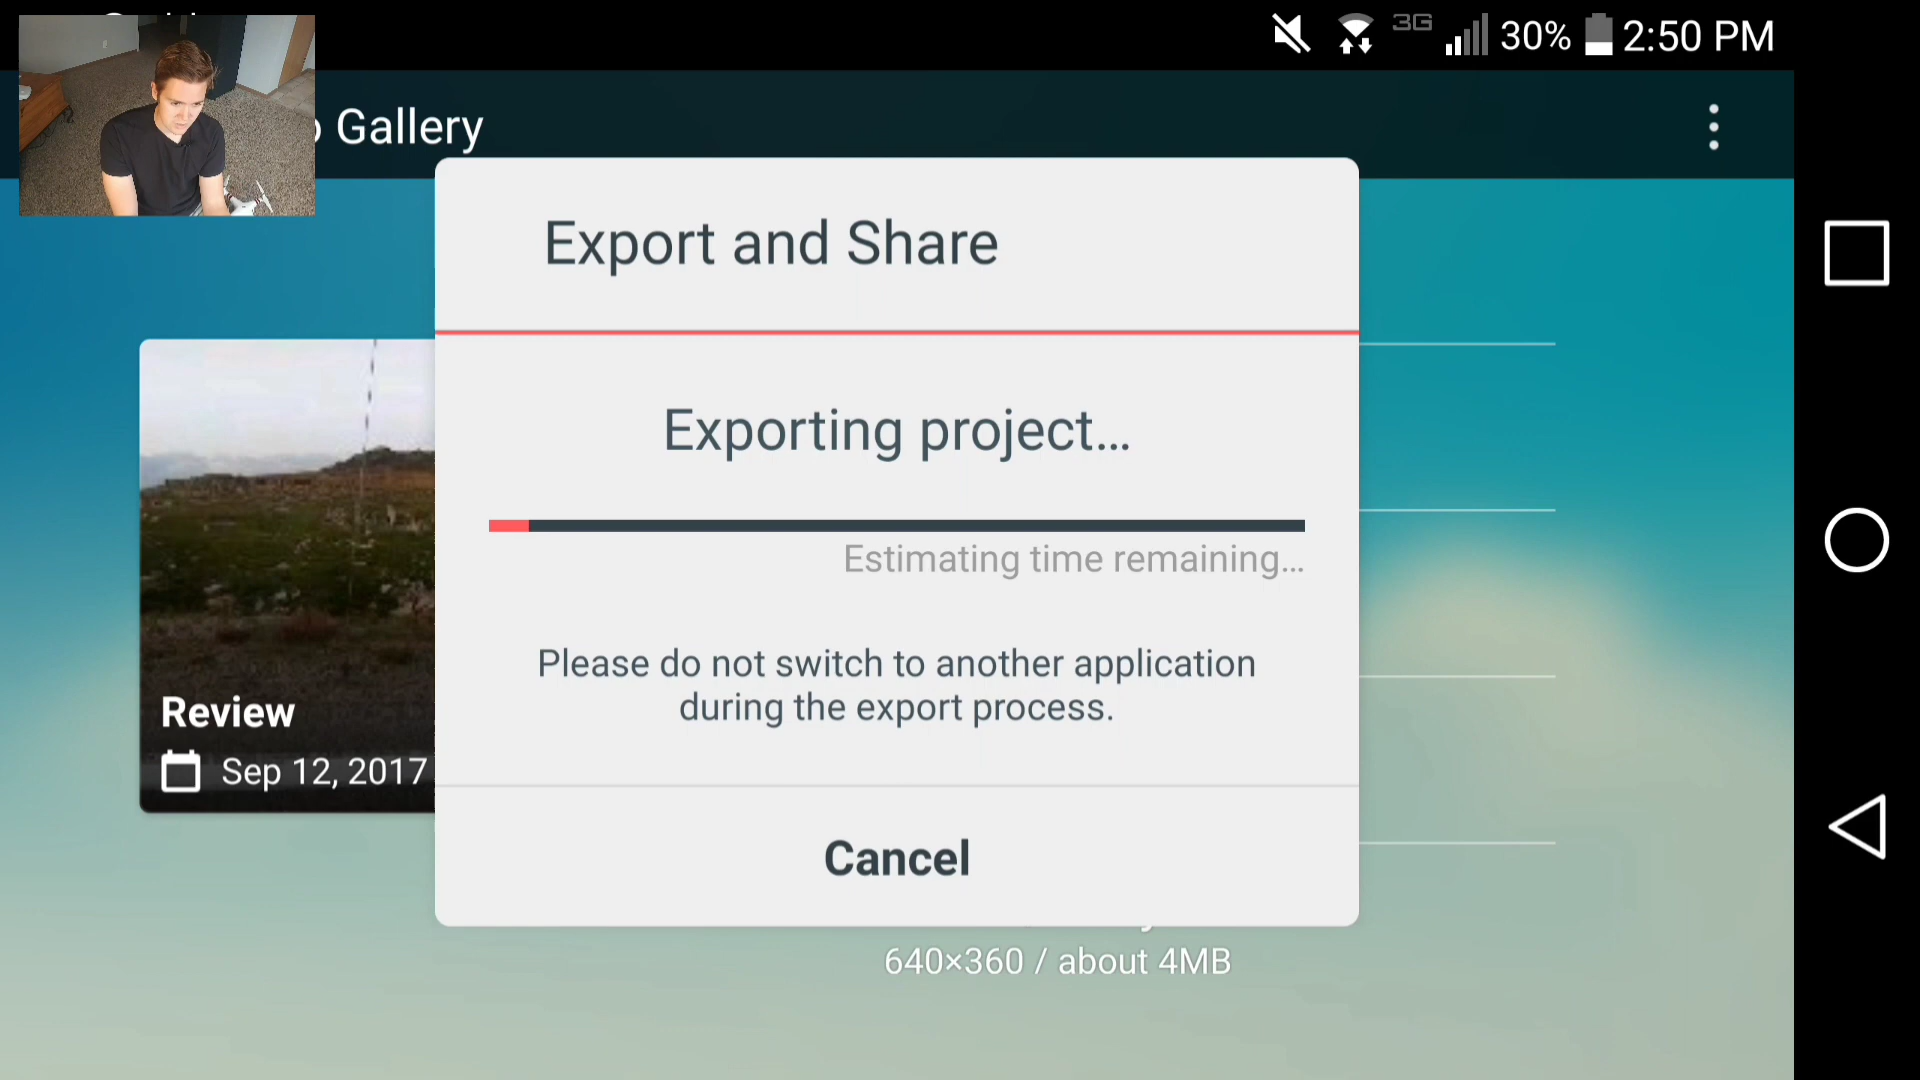 3G 30% 2:50 PM
Gallery
Export and Share
Exporting project...
Estimating time remaining...
Please do not switch to another application
during the export process.
Review
Sep 12, 2017
Cancel
640×360 / about 4MB